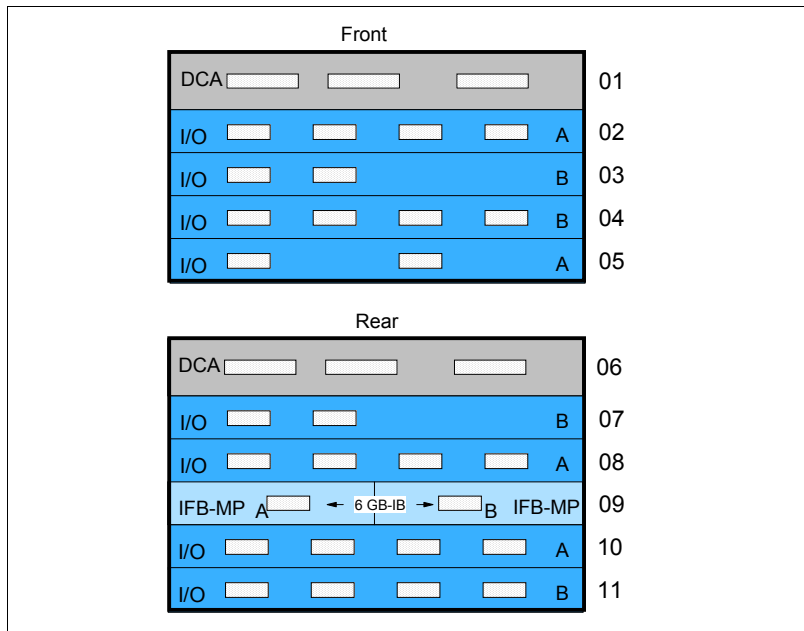 Front
DCA 01
I/O A 02
I/O B 03
I/O B 04
I/O A 05
Rear
DCA 06
I/O B 07
I/O A 08
IFB-MP A 6 GB-IB B IFB-MP 09
I/O A 10
I/O B 11